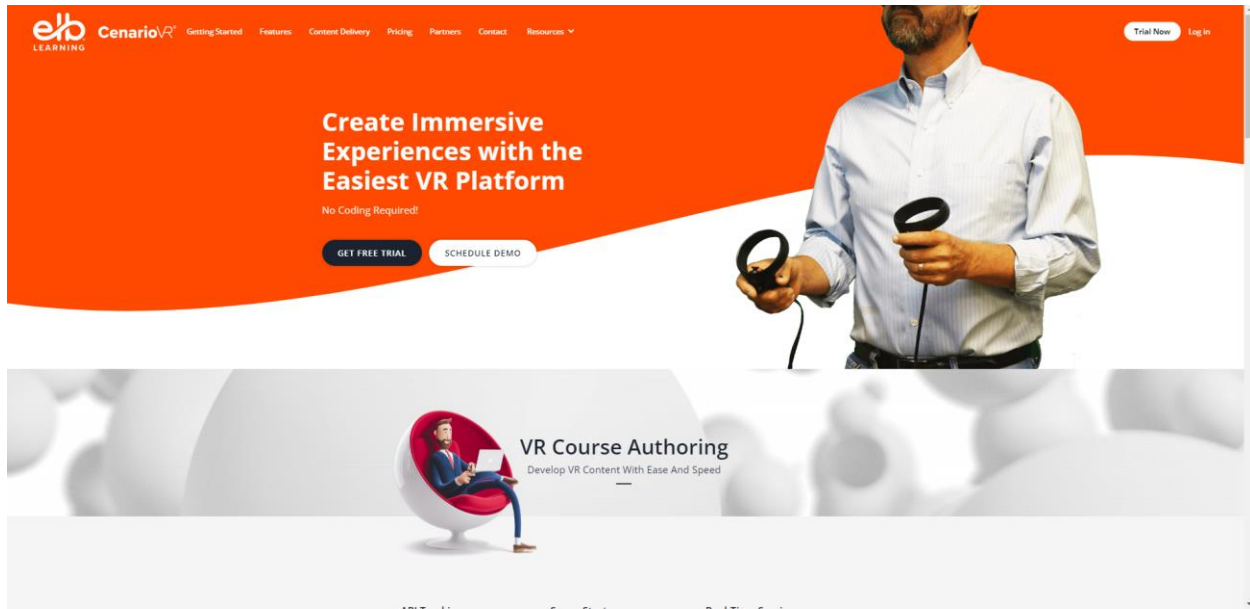 elb
LEARNING
CenarioVR®
Getting Started
Features
Content Delivery
Pricing
Partners
Contact
Resources
Trial Now
Log in
Create Immersive
Experiences with the
Easiest VR Platform
No Coding Required!
GET FREE TRIAL
SCHEDULE DEMO
VR Course Authoring
Develop VR Content With Ease And Speed